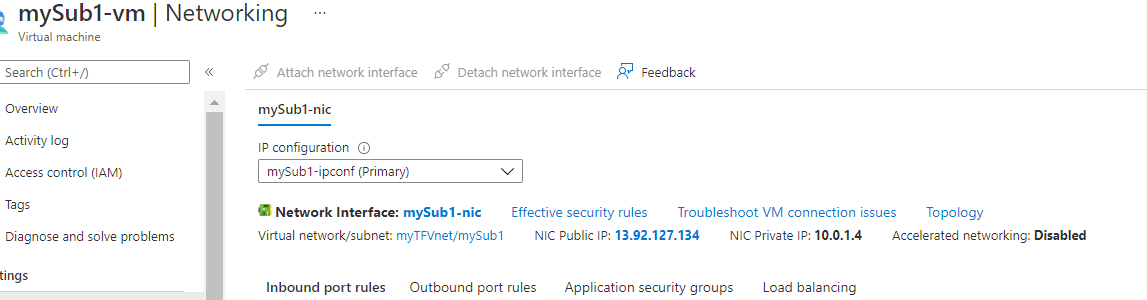 mySub1-vm | Networking ...
Virtual machine
Search (Ctrl+/) «
Attach network interface Detach network interface Feedback
Overview
mySub1-nic
Activity log
IP configuration
Access control (IAM)
mySub1-ipconf (Primary)
Tags
Network Interface: mySub1-nic Effective security rules Troubleshoot VM connection issues Topology
Diagnose and solve problems
Virtual network/subnet: myTFVnet/mySub1 NIC Public IP: 13.92.127.134 NIC Private IP: 10.0.1.4 Accelerated networking: Disabled
tings
Inbound port rules Outbound port rules Application security groups Load balancing